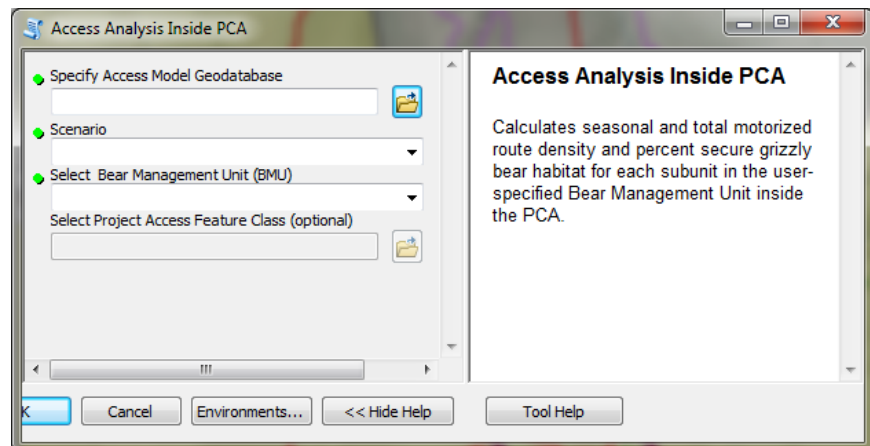 Access Analysis Inside PCA
Specify Access Model Geodatabase
Scenario
Select Bear Management Unit (BMU)
Select Project Access Feature Class (optional)
Access Analysis Inside PCA
Calculates seasonal and total motorized
route density and percent secure grizzly
bear habitat for each subunit in the user-
specified Bear Management Unit inside
the PCA.
K
Cancel
Environments...
<< Hide Help
Tool Help